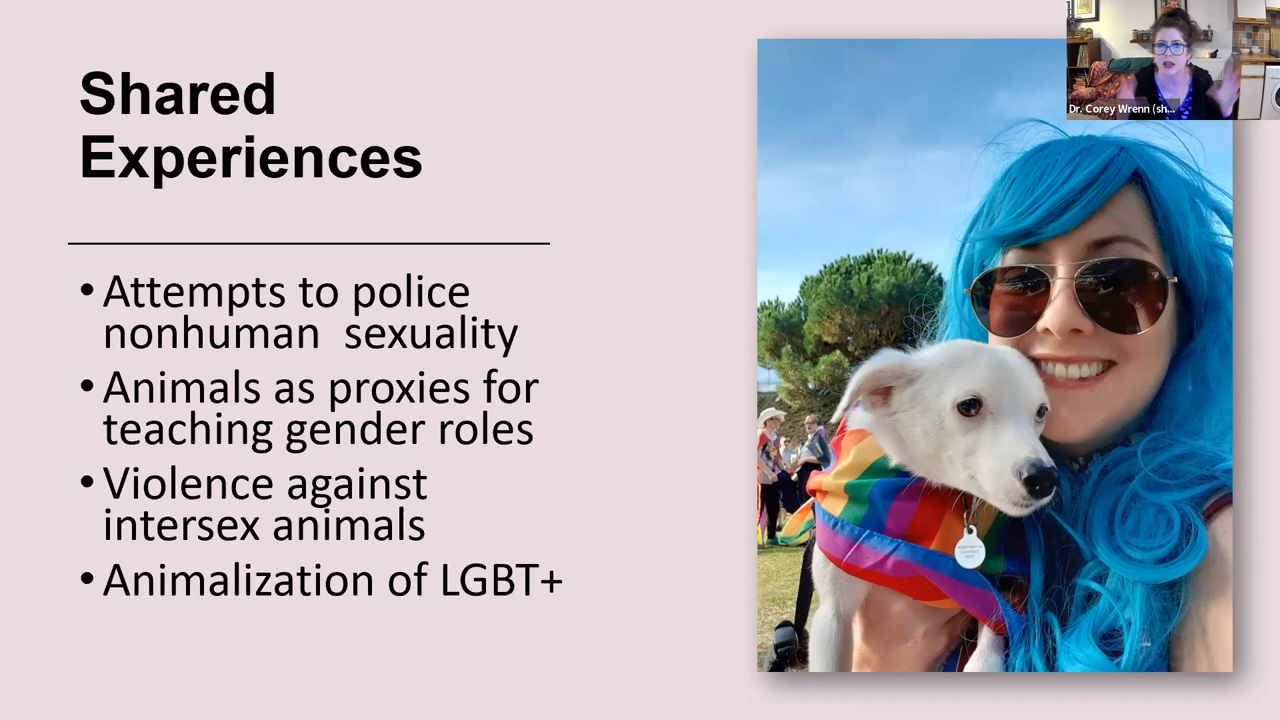 Shared
Experiences
• Attempts to police
nonhuman  sexuality
• Animals as proxies for
teaching gender roles
• Violence against
intersex animals
• Animalization of LGBT+
Dr. Corey Wrenn (sh...